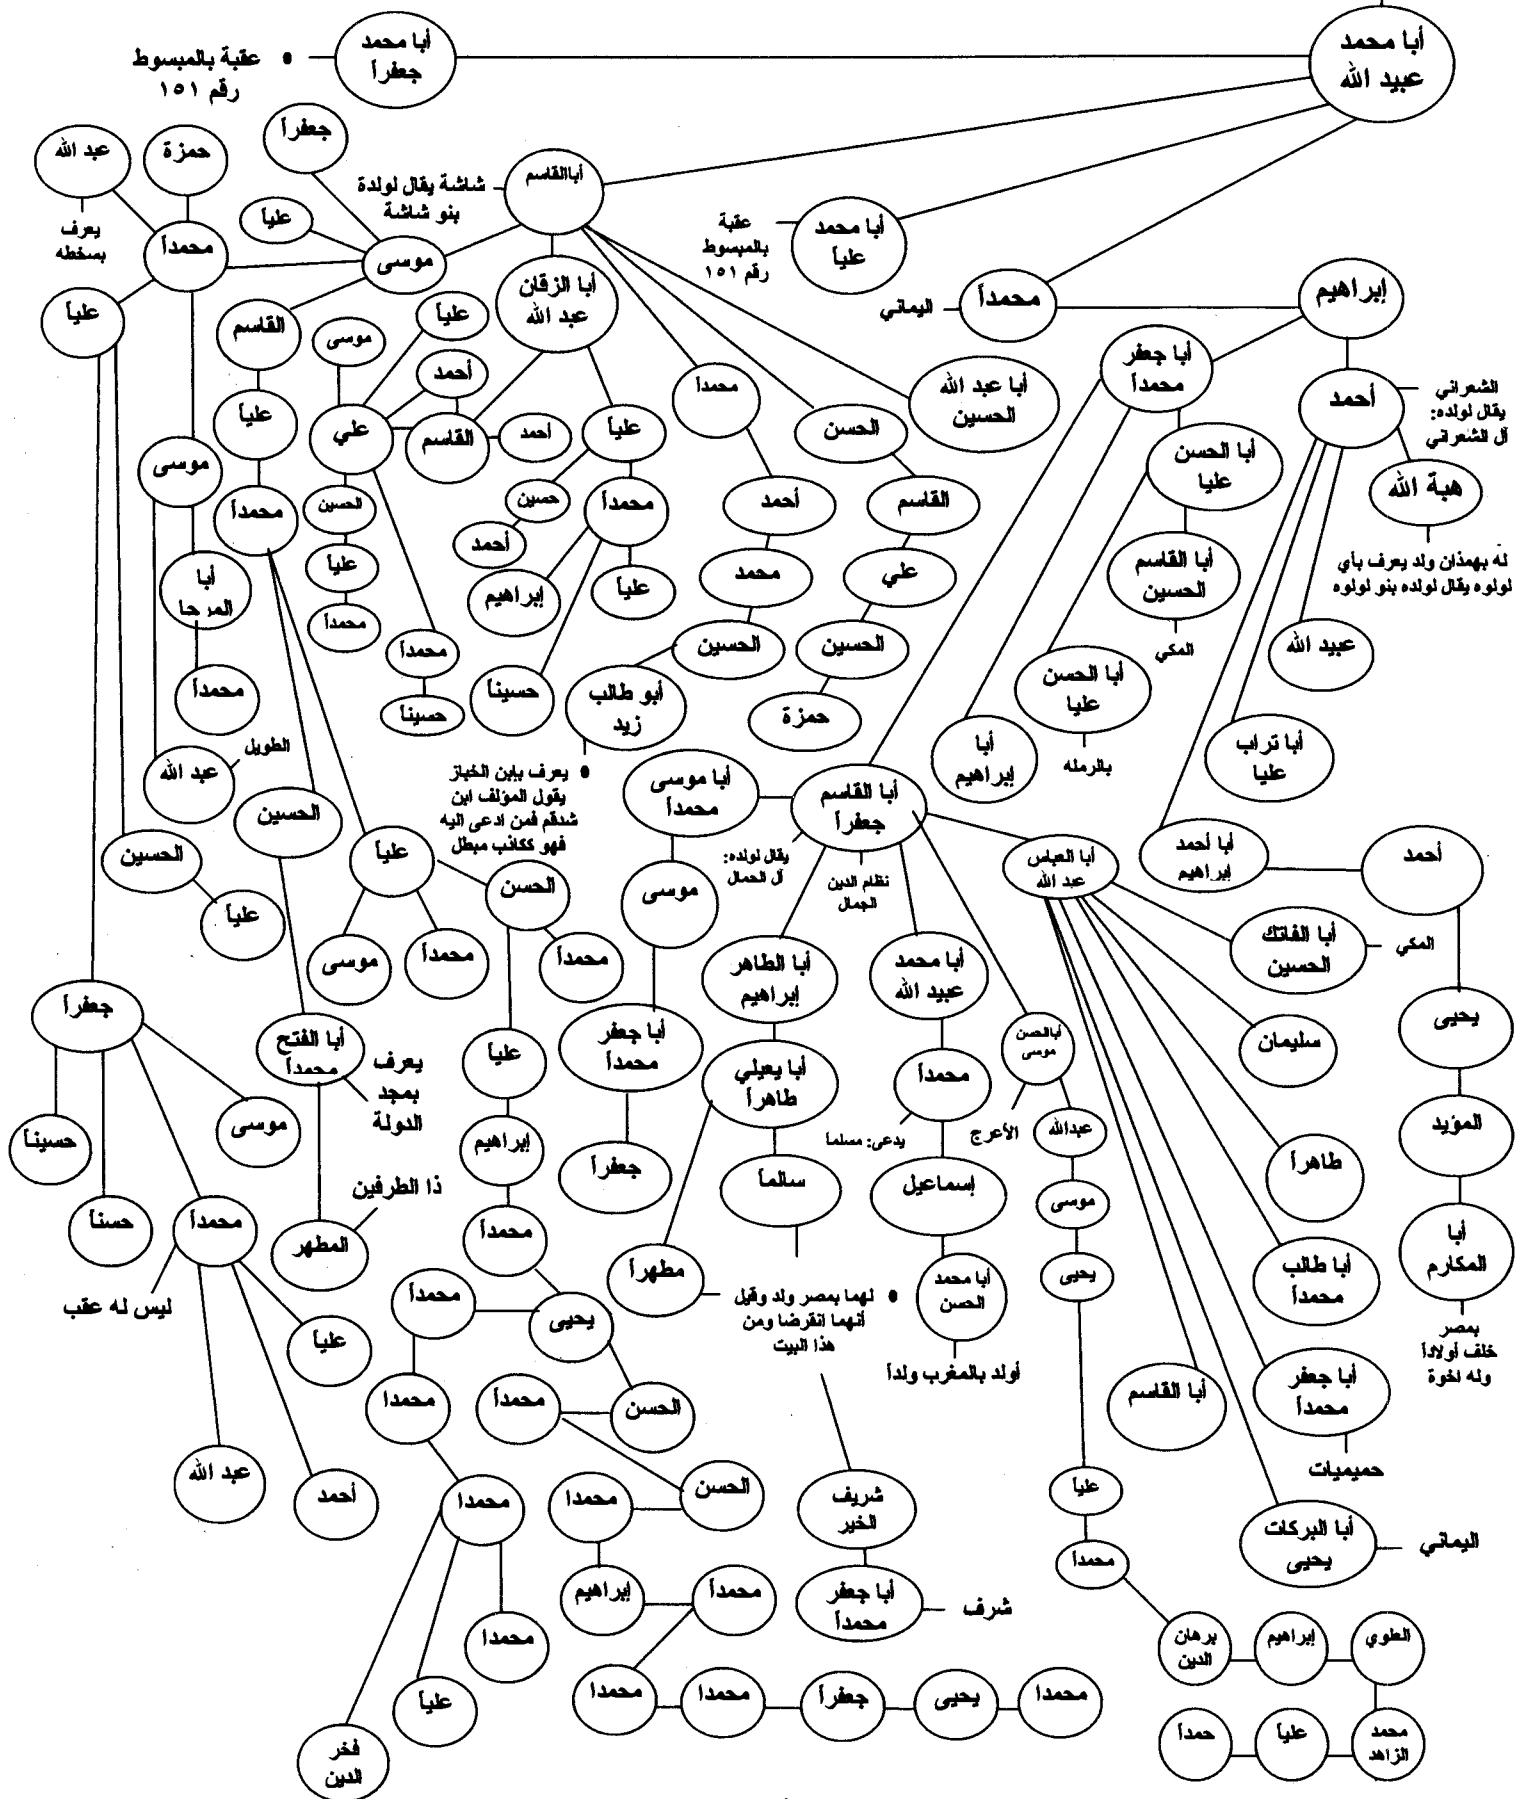 أبا محمد
عبيد الله
أبا محمد
جعفراً
عقبة بالمبسوط
رقم ١٥١
جعفراً
حمزة
عبد الله
يعرف
بسخطه
أباالقاسم
شاشة يقال لولدة
بنو شاشة
علياً
محمداً
موسى
أبا محمد
علياً
عقبة
بالمبسوط
رقم ١٥١
إبراهيم
محمداً
اليماني
أبا الزقان
عبد الله
علياً
القاسم
موسى
علياً
أحمد
محمداً
أبا عبد الله
الحسين
أبا جعفر
محمداً
أحمد
الشعراني
يقال لولده:
آل الشعراني
علياً
علي
القاسم
أحمد
علياً
الحسن
موسى
أبا الحسن
عليا
هبة الله
له بهمذان ولد يعرف بأي
لولوه يقال لولده بنو لولوه
محمداً
الحسين
حسين
محمداً
أحمد
القاسم
أحمد
علياً
إبراهيم
علياً
محمد
علي
أبا القاسم
الحسين
المكي
أبا
المرجا
محمداً
محمداً
الحسين
الحسين
عبيد الله
محمداً
حسيناً
حسيناً
أبو طالب
زيد
حمزة
أبا الحسن
عليا
بالرمله
أبا
إبراهيم
أبا تراب
عليا
عبد الله
الطويل
يعرف بإبن الخباز
يقول المؤلف ابن
شدقم فمن ادعى اليه
فهو ككاتب مبطل
أبا موسى
محمداً
أبا القاسم
جعفراً
يقال لولده:
آل الحمال
نظام الدين
الجمال
أبا العباس
عبد الله
أبا أحمد
إبراهيم
أحمد
الحسين
الحسين
علياً
الحسن
موسى
علياً
موسى
محمداً
محمداً
أبا الطاهر
إبراهيم
أبا محمد
عبيد الله
أبا الفاتك
الحسين
المكي
جعفراً
أبا الفتح
محمداً
يعرف
بمجد
الدولة
علياً
أبا جعفر
محمداً
أبا يعيلي
طاهراً
محمداً
يدعى: مسلما
أباالحسن
موسى
الأعرج
سليمان
يحيى
حسيناً
موسى
إبراهيم
جعفراً
سالماً
إسماعيل
عبدالله
طاهراً
المؤيد
حسناً
محمداً
ليس له عقب
المطهر
ذا الطرفين
محمداً
مطهراً
لهما بمصر ولد وقيل
أنهما انقرضا ومن
هذا البيت
أبا محمد
الحسن
أولد بالمغرب ولداً
موسى
يحيى
أبا طالب
محمداً
أبا
المكارم
بمصر
خلف أولاداً
وله اخوة
علياً
محمداً
يحيى
محمدا
محمداً
الحسن
أبا القاسم
أبا جعفر
محمداً
حميميات
عبد الله
أحمد
محمدا
محمدا
الحسن
شريف
الخير
علياً
محمداً
أبا البركات
يحيى
اليماني
إبراهيم
محمداً
أبا جعفر
محمداً
شرف
محمدا
علياً
فخر
الدين
محمدا
محمدا
جعفراً
يحيى
محمدا
برهان
الدين
إبراهيم
العلوي
حمداً
علياً
محمد
الزاهد